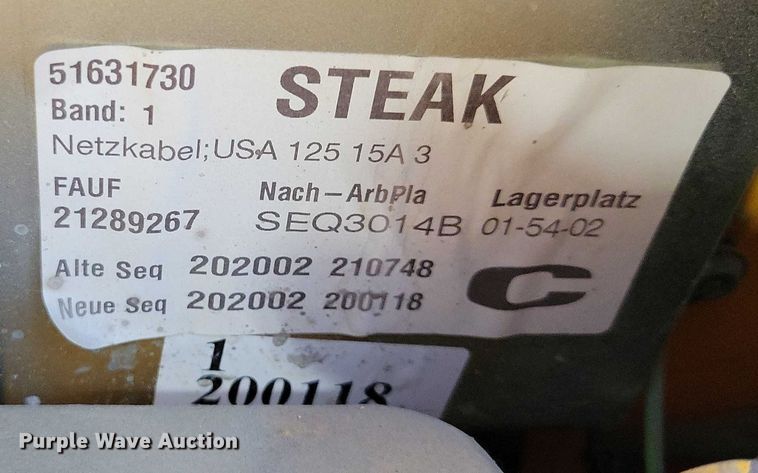 51631730 STEAK
Band: 1
Netzkabel;USA 125 15A 3
FAUF Nach-ArbPla Lagerplatz
21289267 SEQ3014B 01-54-02
Alte Seq 202002 210748 C
Neue Seq 202002 200118
1
200118
Purple Wave Auction